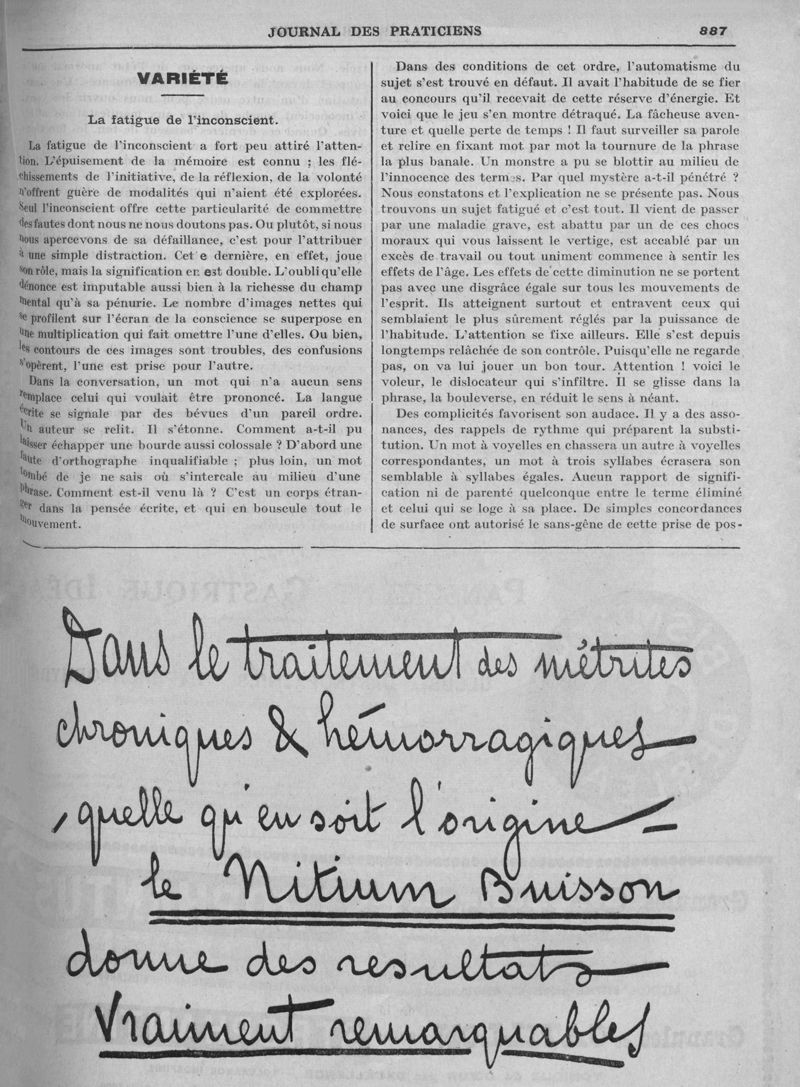 JOURNAL DES PRATICIENS 887
VARIÉTÉ
La fatigue de l'inconscient.
La fatigue de l'inconscient a fort peu attiré l'atten-
tion. L'épuisement de la mémoire est connu ; les flé-
chissements de l'initiative, de la réflexion, de la volonté
n'offrent guère de modalités qui n'aient été explorées.
Seul l'inconscient offre cette particularité de commettre
des fautes dont nous ne nous doutons pas. Ou plutôt, si nous
nous apercevons de sa défaillance, c'est pour l'attribuer
à une simple distraction. Cet e dernière, en effet, joue
son rôle, mais la signification en est double. L'oubli qu'elle
dénonce est imputable aussi bien à la richesse du champ
mental qu'à sa pénurie. Le nombre d'images nettes qui
se profilent sur l'écran de la conscience se superpose en
une multiplication qui fait omettre l'une d'elles. Ou bien,
les contours de ces images sont troubles, des confusions
s'opèrent, l'une est prise pour l'autre.
Dans la conversation, un mot qui n'a aucun sens
remplace celui qui voulait être prononcé. La langue
écrite se signale par des bévues d'un pareil ordre.
Un auteur se relit. Il s'étonne. Comment a-t-il pu
laisser échapper une bourde aussi colossale ? D'abord une
faute d'orthographe inqualifiable ; plus loin, un mot
tombé de je ne sais où s'intercale au milieu d'une
phrase. Comment est-il venu là ? C'est un corps étran-
ger dans la pensée écrite, et qui en bouscule tout le
mouvement.
Dans des conditions de cet ordre, l'automatisme du
sujet s'est trouvé en défaut. Il avait l'habitude de se fier
au concours qu'il recevait de cette réserve d'énergie. Et
voici que le jeu s'en montre détraqué. La fâcheuse aven-
ture et quelle perte de temps ! Il faut surveiller sa parole
et relire en fixant mot par mot la tournure de la phrase
la plus banale. Un monstre a pu se blottir au milieu de
l'innocence des termes. Par quel mystère a-t-il pénétré ?
Nous constatons et l'explication ne se présente pas. Nous
trouvons un sujet fatigué et c'est tout. Il vient de passer
par une maladie grave, est abattu par un de ces chocs
moraux qui vous laissent le vertige, est accablé par un
excès de travail ou tout uniment commence à sentir les
effets de l'âge. Les effets de cette diminution ne se portent
pas avec une disgrâce égale sur tous les mouvements de
l'esprit. Ils atteignent surtout et entravent ceux qui
semblaient le plus sûrement réglés par la puissance de
l'habitude. L'attention se fixe ailleurs. Elle s'est depuis
longtemps relâchée de son contrôle. Puisqu'elle ne regarde
pas, on va lui jouer un bon tour. Attention ! voici le
voleur, le dislocateur qui s'infiltre. Il se glisse dans la
phrase, la bouleverse, en réduit le sens à néant.
Des complicités favorisent son audace. Il y a des asso-
nances, des rappels de rythme qui préparent la substi-
tution. Un mot à voyelles en chassera un autre à voyelles
correspondantes, un mot à trois syllabes écrasera son
semblable à syllabes égales. Aucun rapport de signifi-
cation ni de parenté quelconque entre le terme éliminé
et celui qui se loge à sa place. De simples concordances
de surface ont autorisé le sans-gêne de cette prise de pos-
Dans le traitement des métrites
chroniques & hémorragiques
, quelle qu'en soit l'origine
le Nitium Buisson
donne des resultats
vraiment remarquables